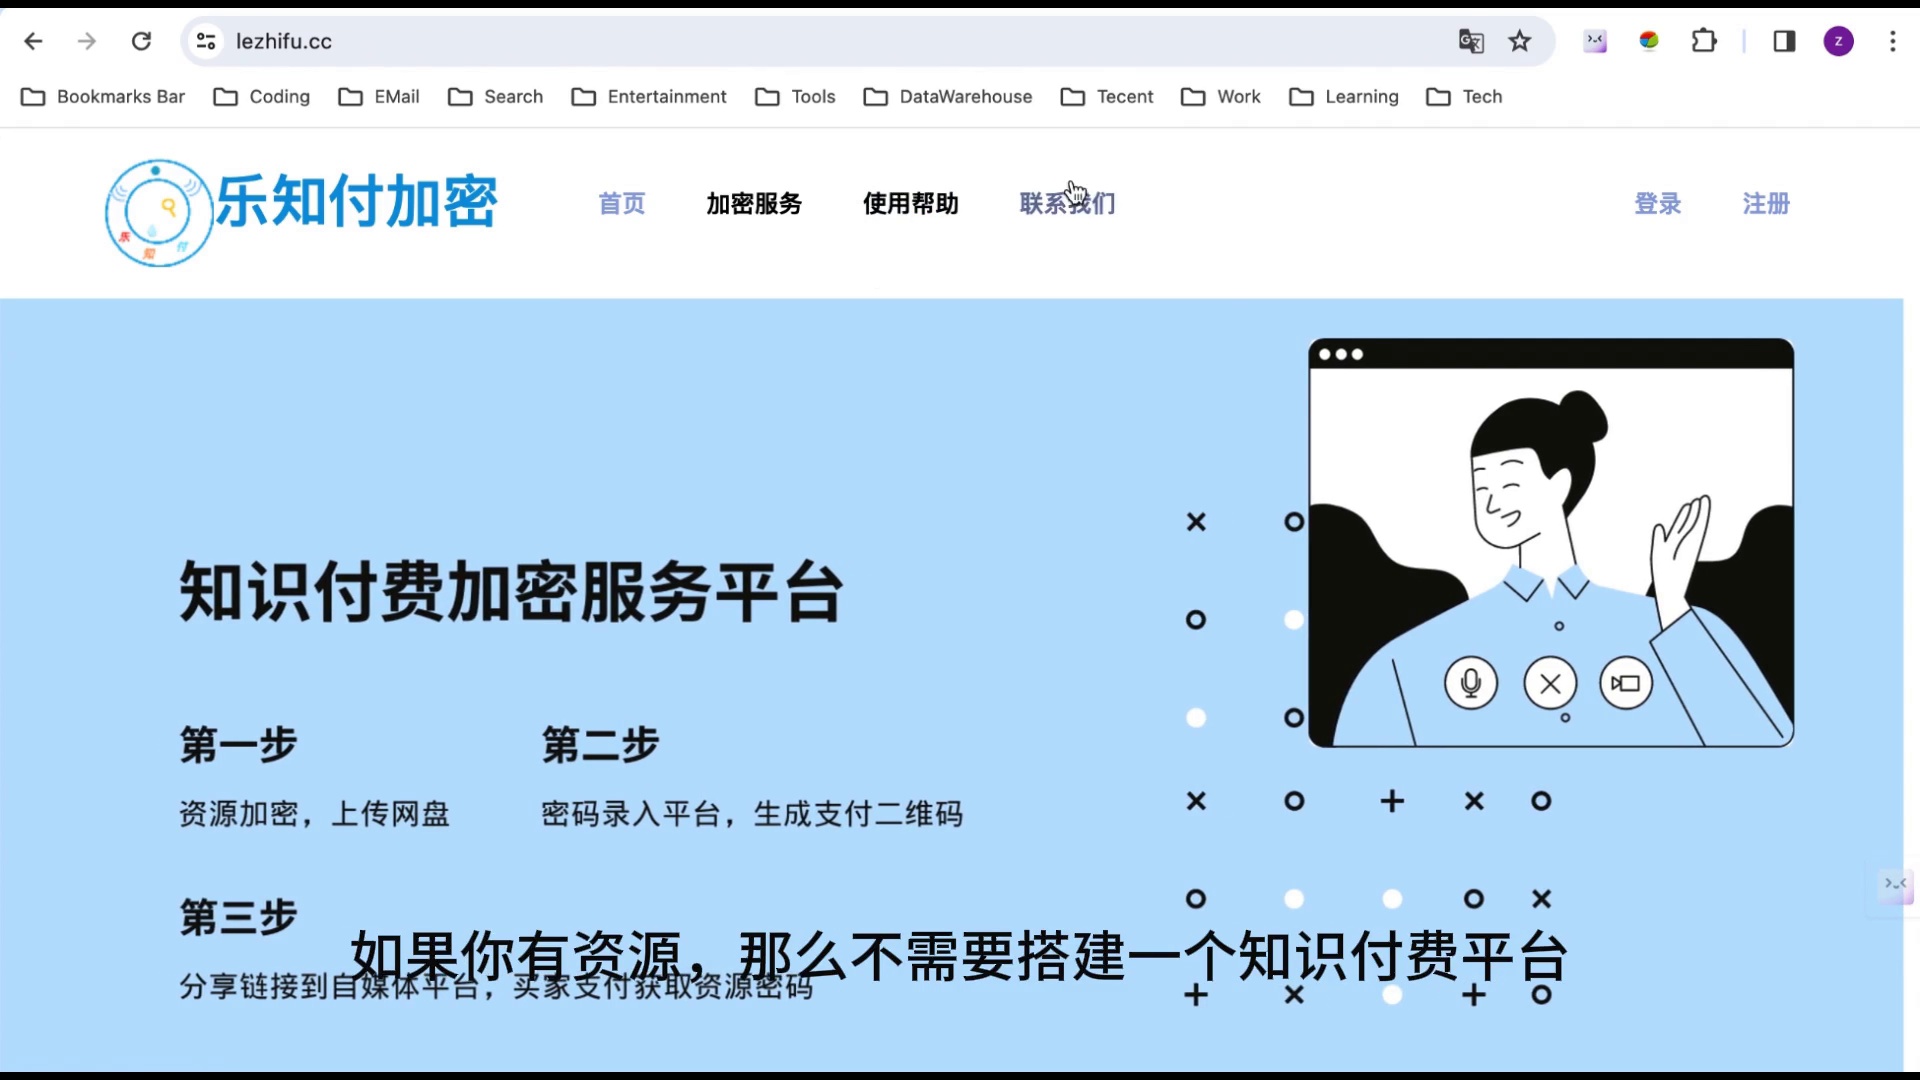 lezhifu.cc
Z
Bookmarks Bar
Coding
EMail
Search
Entertainment
Tools
DataWarehouse
Tecent
Work
Learning
Tech
乐知付
乐知付加密
首页
加密服务
使用帮助
联系我们
登录
注册
知识付费加密服务平台
第一步
第二步
资源加密，上传网盘
密码录入平台，生成支付二维码
第三步
分享链接到自媒体平台，买家支付获取资源密码
如果你有资源，那么不需要搭建一个知识付费平台